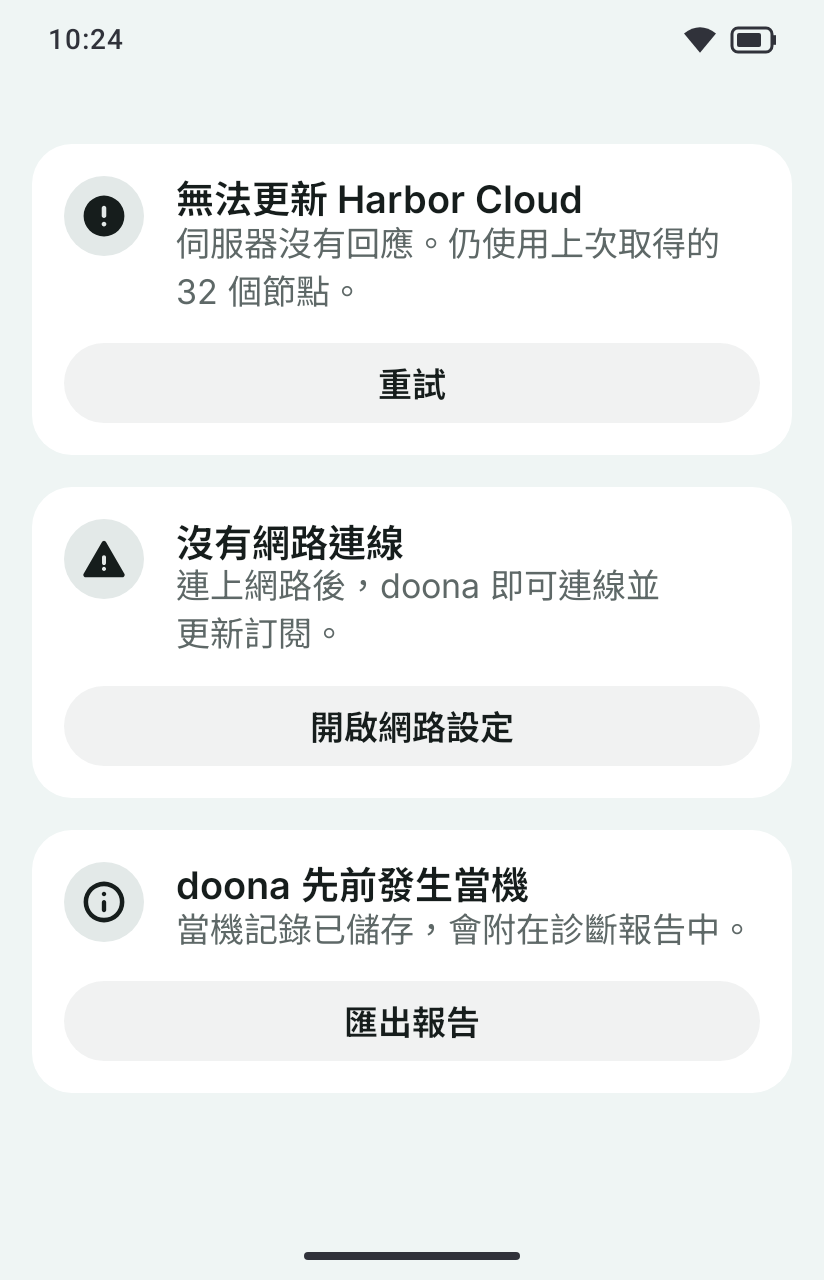 10:24
無法更新 Harbor Cloud
伺服器沒有回應。仍使用上次取得的
32 個節點。
重試
沒有網路連線
連上網路後，doona 即可連線並
更新訂閱。
開啟網路設定
doona 先前發生當機
當機記錄已儲存，會附在診斷報告中。
匯出報告